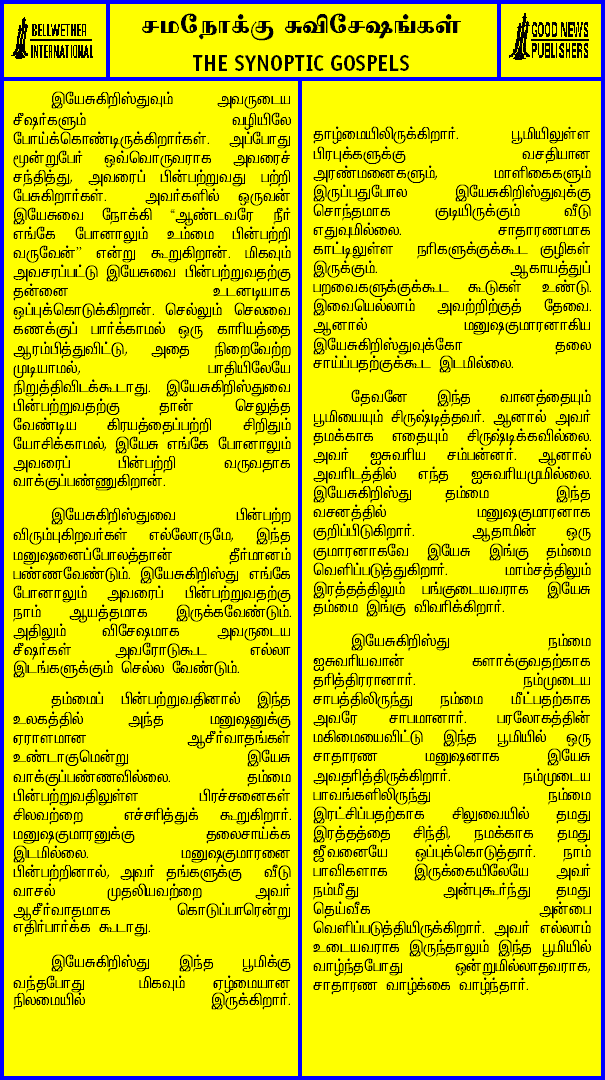 BELLWETHER
INTERNATIONAL
சமநோக்கு சுவிசேஷங்கள்
THE SYNOPTIC GOSPELS
GOOD NEWS
PUBLISHERS
இயேசுகிறிஸ்துவும் அவருடைய
சீஷர்களும் வழியிலே
போய்க்கொண்டிருக்கிறார்கள். அப்போது
மூன்றுபேர் ஒவ்வொருவராக அவரைச்
சந்தித்து, அவரைப் பின்பற்றுவது பற்றி
பேசுகிறார்கள். அவர்களில் ஒருவன்
இயேசுவை நோக்கி “ஆண்டவரே நீர்
எங்கே போனாலும் உம்மை பின்பற்றி
வருவேன்” என்று கூறுகிறான். மிகவும்
அவசரப்பட்டு இயேசுவை பின்பற்றுவதற்கு
தன்னை உடனடியாக
ஒப்புக்கொடுக்கிறான். செல்லும் செலவை
கணக்குப் பார்க்காமல் ஒரு காரியத்தை
ஆரம்பித்துவிட்டு, அதை நிறைவேற்ற
முடியாமல், பாதியிலேயே
நிறுத்திவிடக்கூடாது. இயேசுகிறிஸ்துவை
பின்பற்றுவதற்கு தான் செலுத்த
வேண்டிய கிரயத்தைப்பற்றி சிறிதும்
யோசிக்காமல், இயேசு எங்கே போனாலும்
அவரைப் பின்பற்றி வருவதாக
வாக்குப்பண்ணுகிறான்.
இயேசுகிறிஸ்துவை பின்பற்ற
விரும்புகிறவர்கள் எல்லோருமே, இந்த
மனுஷனைப்போலத்தான் தீர்மானம்
பண்ணவேண்டும். இயேசுகிறிஸ்து எங்கே
போனாலும் அவரைப் பின்பற்றுவதற்கு
நாம் ஆயத்தமாக இருக்கவேண்டும்.
அதிலும் விசேஷமாக அவருடைய
சீஷர்கள் அவரோடுகூட எல்லா
இடங்களுக்கும் செல்ல வேண்டும்.
தம்மைப் பின்பற்றுவதினால் இந்த
உலகத்தில் அந்த மனுஷனுக்கு
ஏராளமான ஆசீர்வாதங்கள்
உண்டாகுமென்று இயேசு
வாக்குப்பண்ணவில்லை. தம்மை
பின்பற்றுவதிலுள்ள பிரச்சனைகள்
சிலவற்றை எச்சரித்துக் கூறுகிறார்.
மனுஷகுமாரனுக்கு தலைசாய்க்க
இடமில்லை. மனுஷகுமாரனை
பின்பற்றினால், அவர் தங்களுக்கு வீடு
வாசல் முதலியவற்றை அவர்
ஆசீர்வாதமாக கொடுப்பாரென்று
எதிர்பார்க்க கூடாது.
இயேசுகிறிஸ்து இந்த பூமிக்கு
வந்தபோது மிகவும் ஏழ்மையான
நிலமையில் இருக்கிறார்.
தாழ்மையிலிருக்கிறார். பூமியிலுள்ள
பிரபுக்களுக்கு வசதியான
அரண்மனைகளும், மாளிகைகளும்
இருப்பதுபோல இயேசுகிறிஸ்துவுக்கு
சொந்தமாக குடியிருக்கும் வீடு
எதுவுமில்லை. சாதாரணமாக
காட்டிலுள்ள நரிகளுக்குக்கூட குழிகள்
இருக்கும். ஆகாயத்துப்
பறவைகளுக்குக்கூட கூடுகள் உண்டு.
இவையெல்லாம் அவற்றிற்குத் தேவை.
ஆனால் மனுஷகுமாரனாகிய
இயேசுகிறிஸ்துவுக்கோ தலை
சாய்ப்பதற்குக்கூட இடமில்லை.
தேவனே இந்த வானத்தையும்
பூமியையும் சிருஷ்டித்தவர். ஆனால் அவர்
தமக்காக எதையும் சிருஷ்டிக்கவில்லை.
அவர் ஐசுவரிய சம்பன்னர். ஆனால்
அவரிடத்தில் எந்த ஐசுவரியமுமில்லை.
இயேசுகிறிஸ்து தம்மை இந்த
வசனத்தில் மனுஷகுமாரனாக
குறிப்பிடுகிறார். ஆதாமின் ஒரு
குமாரனாகவே இயேசு இங்கு தம்மை
வெளிப்படுத்துகிறார். மாம்சத்திலும்
இரத்தத்திலும் பங்குடையவராக இயேசு
தம்மை இங்கு விவரிக்கிறார்.
இயேசுகிறிஸ்து நம்மை
ஐசுவரியவான் களாக்குவதற்காக
தரித்திரரானார். நம்முடைய
சாபத்திலிருந்து நம்மை மீட்பதற்காக
அவரே சாபமானார். பரலோகத்தின்
மகிமையைவிட்டு இந்த பூமியில் ஒரு
சாதாரண மனுஷனாக இயேசு
அவதரித்திருக்கிறார். நம்முடைய
பாவங்களிலிருந்து நம்மை
இரட்சிப்பதற்காக சிலுவையில் தமது
இரத்தத்தை சிந்தி, நமக்காக தமது
ஜீவனையே ஒப்புக்கொடுத்தார். நாம்
பாவிகளாக இருக்கையிலேயே அவர்
நம்மீது அன்புகூர்ந்து தமது
தெய்வீக அன்பை
வெளிப்படுத்தியிருக்கிறார். அவர் எல்லாம்
உடையவராக இருந்தாலும் இந்த பூமியில்
வாழ்ந்தபோது ஒன்றுமில்லாதவராக,
சாதாரண வாழ்க்கை வாழ்ந்தார்.